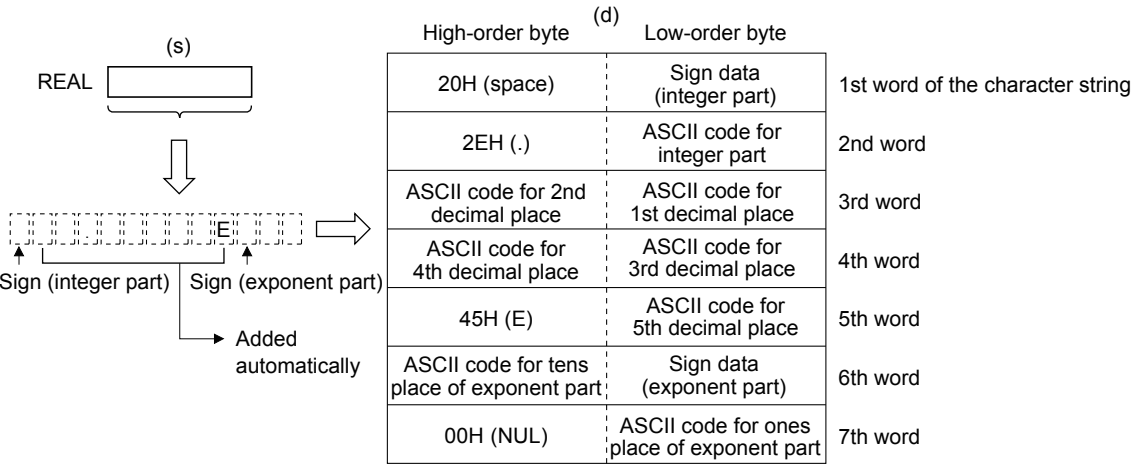 (d)
(s)
High-order byte
Low-order byte
REAL
20H (space)
Sign data
(integer part)
1st word of the character string
2EH (.)
ASCII code for
integer part
2nd word
ASCII code for 2nd
decimal place
ASCII code for
1st decimal place
3rd word
.
E
ASCII code for
4th decimal place
ASCII code for
3rd decimal place
4th word
Sign (integer part)
Sign (exponent part)
45H (E)
ASCII code for
5th decimal place
5th word
Added
automatically
ASCII code for tens
place of exponent part
Sign data
(exponent part)
6th word
00H (NUL)
ASCII code for ones
place of exponent part
7th word